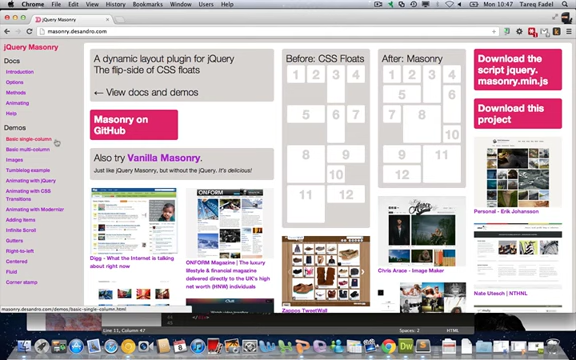 Chrome File Edit View History Bookmarks Window Users Help
Mon 10:47 Tareq Fadel
jQuery Masonry
masonry.desandro.com
jQuery Masonry
Docs
Introduction
Options
Methods
Animating
Help
Demos
Basic single-column
Basic multi-column
Images
Tumblelog example
Animating with jQuery
Animating with CSS
Transitions
Animating with Modernizr
Adding items
Infinite Scroll
Gutters
Right-to-left
Centered
Fluid
Corner stamp
A dynamic layout plugin for jQuery
The flip-side of CSS floats
← View docs and demos
Masonry on
GitHub
Also try Vanilla Masonry.
Just like jQuery Masonry, but without the jQuery. It's delicious!
Digg - What the Internet is talking
about right now
ONFORM
ONFORM Magazine | The luxury
lifestyle & financial magazine
delivered directly to the UK's high
net worth (HNW) individuals
Before: CSS Floats
1 2 3 4
5 6
7
8 9
10
11 12
Zappos TweetWall
After: Masonry
1 2 3 4
5 6
7 8 9
10
11
12
13
Chris Arace - Image Maker
Download the
script jquery.
masonry.min.js
Download this
project
Personal - Erik Johansson
Nate Utesch | NTHNL
masonry.desandro.com/demos/basic-single-column.html
Line 11, Column 47
Spaces: 2
HTML